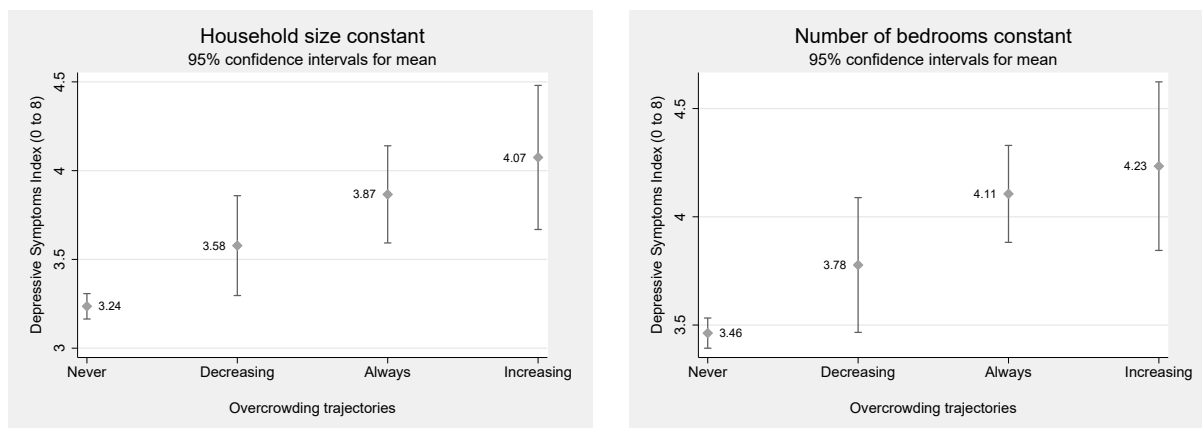 Household size constant
95% confidence intervals for mean
Depressive Symptoms Index (0 to 8)
4.5
4
3.5
3
3.24
3.58
3.87
4.07
Never Decreasing Always Increasing
Overcrowding trajectories
Number of bedrooms constant
95% confidence intervals for mean
Depressive Symptoms Index (0 to 8)
4.5
4
3.5
3.46
3.78
4.11
4.23
Never Decreasing Always Increasing
Overcrowding trajectories